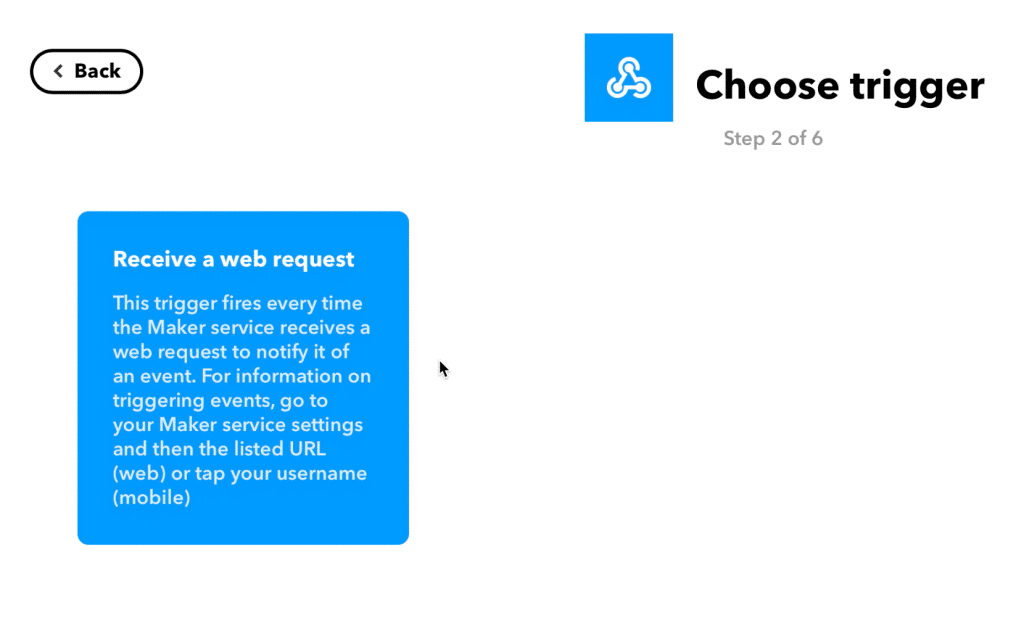 Back
Choose trigger
Step 2 of 6
Receive a web request
This trigger fires every time
the Maker service receives a
web request to notify it of
an event. For information on
triggering events, go to
your Maker service settings
and then the listed URL
(web) or tap your username
(mobile)